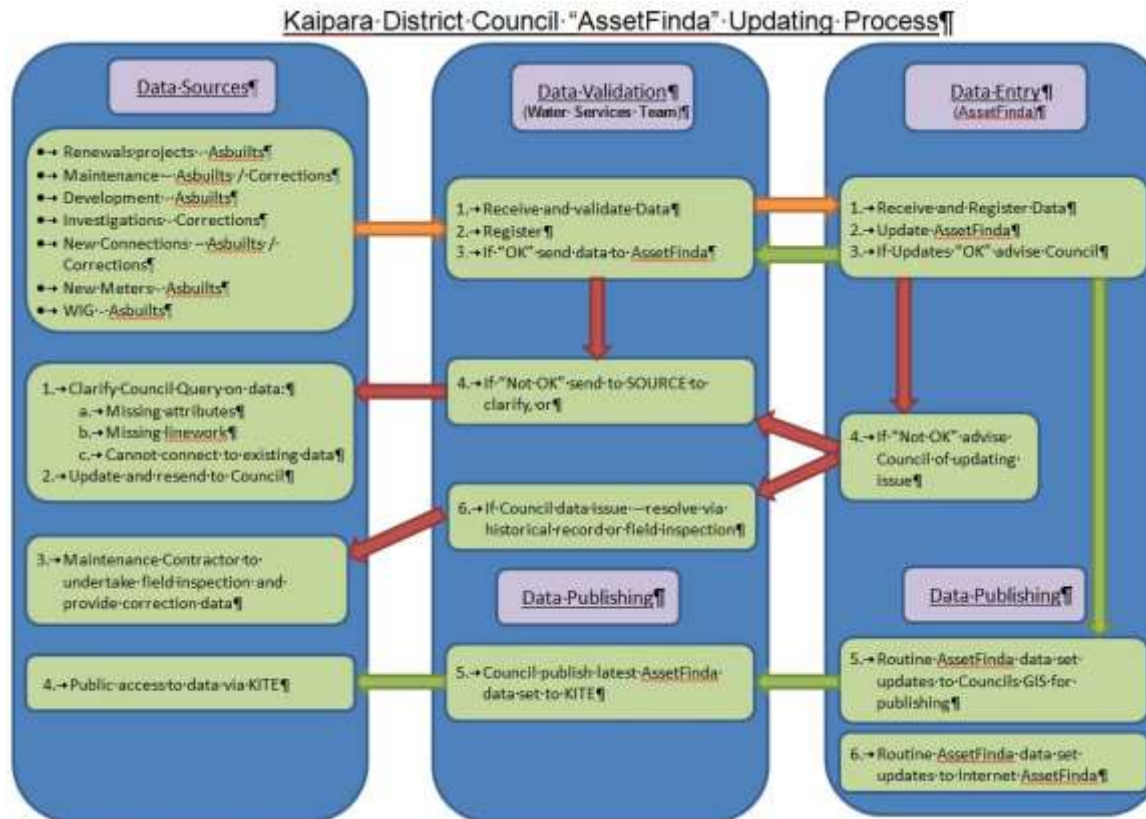 Kaipara·District·Council·“AssetFinda”·Updating·Process¶
Data·Sources¶
●→ Renewals·projects·–·Asbuilts¶
●→ Maintenance·–·Asbuilts·/·Corrections¶
●→ Development·–·Asbuilts¶
●→ Investigations·–·Corrections¶
●→ New·Connections·–·Asbuilts·/·
Corrections¶
●→ New·Meters·–·Asbuilts¶
●→ WIG·–·Asbuilts¶
1.→Clarify·Council·Query·on·data:¶
a.→Missing·attributes¶
b.→Missing·linework¶
c.→Cannot·connect·to·existing·data¶
2.→Update·and·resend·to·Council¶
3.→Maintenance·Contractor·to·
undertake·field·inspection·and·
provide·correction·data¶
4.→Public·access·to·data·via·KITE¶
Data·Validation¶
(Water·Services·Team)¶
1.→Receive·and·validate·Data¶
2.→Register¶
3.→If·“OK”·send·data·to·AssetFinda¶
4.→If·“Not·OK”·send·to·SOURCE·to·
clarify,·or¶
6.→If·Council·data·issue·–·resolve·via·
historical·record·or·field·inspection¶
Data·Publishing¶
5.→Council·publish·latest·AssetFinda·
data·set·to·KITE¶
Data·Entry¶
(AssetFinda)¶
1.→Receive·and·Register·Data¶
2.→Update·AssetFinda¶
3.→If·Updates·“OK”·advise·Council¶
4.→If·“Not·OK”·advise·
Council·of·updating·
issue¶
Data·Publishing¶
5.→Routine·AssetFinda·data·set·
updates·to·Councils·GIS·for·
publishing¶
6.→Routine·AssetFinda·data·set·
updates·to·Internet·AssetFinda¶